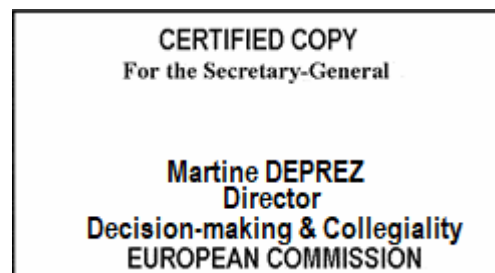 CERTIFIED COPY
For the Secretary-General
Martine DEPREZ
Director
Decision-making & Collegiality
EUROPEAN COMMISSION